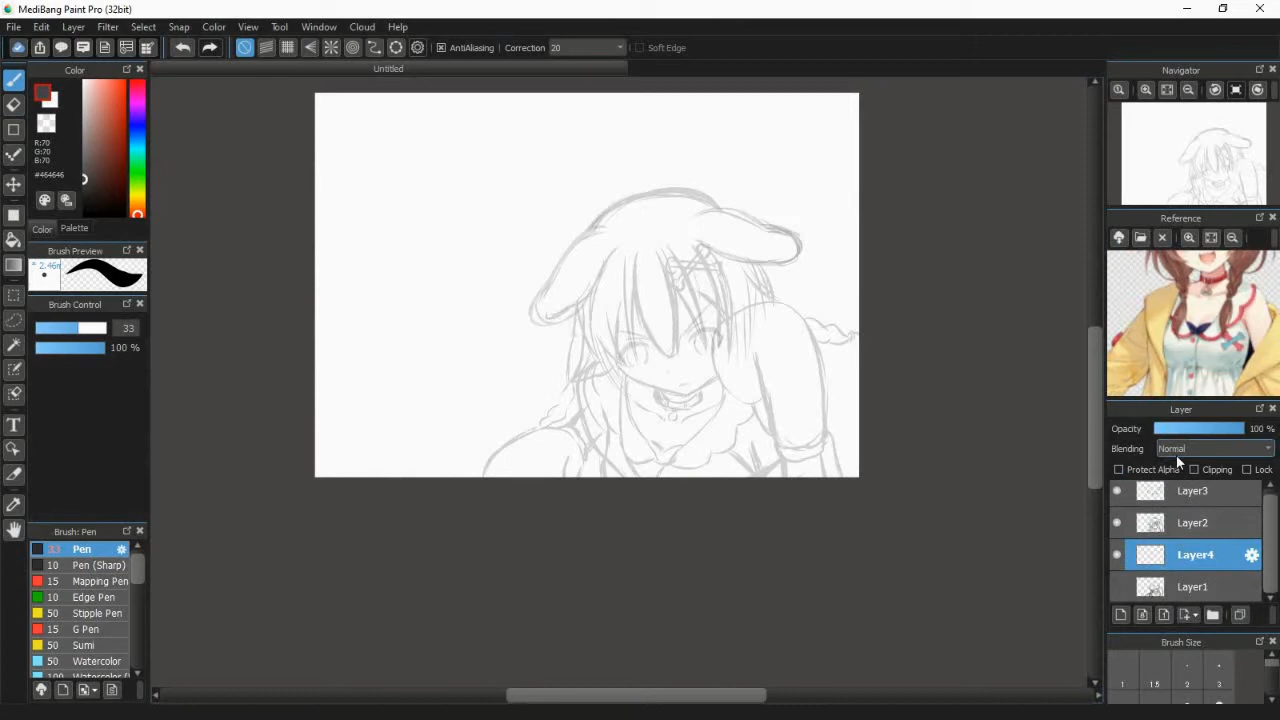 MediBang Paint Pro (32bit)
File Edit Layer Filter Select Snap Color View Tool Window Cloud Help
AntiAliasing Correction 20 Soft Edge
Color
Untitled
Navigator
R:70
G:70
B:70
#464646
Color Palette
Reference
Brush Preview
Brush Control
33
100 %
Layer
Opacity 100 %
Blending Normal
Protect Alpha Clipping Lock
Layer3
Layer2
Layer4
Layer1
Brush: Pen
33 Pen
10 Pen (Sharp)
15 Mapping Pen
10 Edge Pen
50 Stipple Pen
15 G Pen
50 Sumi
50 Watercolor
Brush Size
1 1.5 2 3